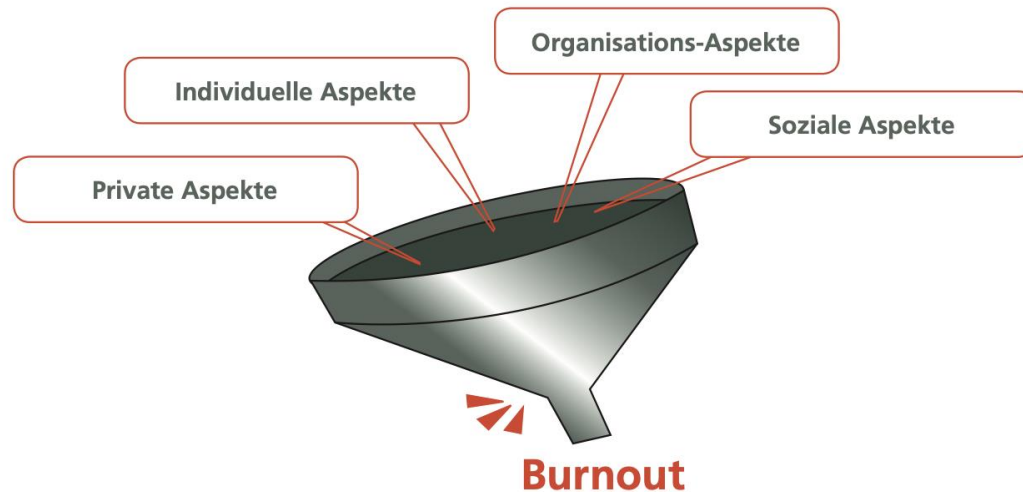 Organisations-Aspekte
Individuelle Aspekte
Soziale Aspekte
Private Aspekte
Burnout